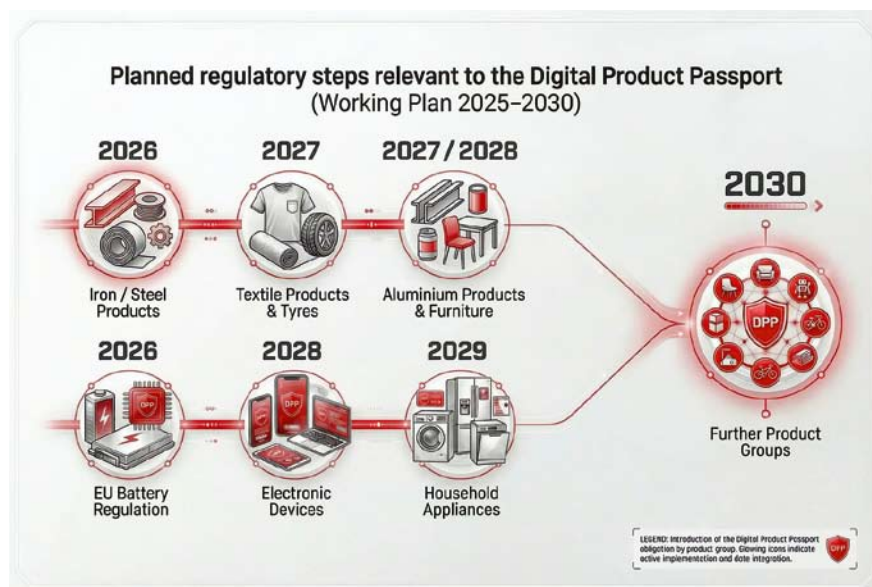 Planned regulatory steps relevant to the Digital Product Passport
(Working Plan 2025–2030)
2026
2027
2027 / 2028
2030
Iron / Steel
Products
Textile Products
& Tyres
Aluminium Products
& Furniture
DPP
2026
2028
2029
DPP
DPP
EU Battery
Regulation
Electronic
Devices
Household
Appliances
Further Product
Groups
LEGEND: Introduction of the Digital Product Passport
obligation by product group. Glowing icons indicate
active implementation and date integration.
DPP